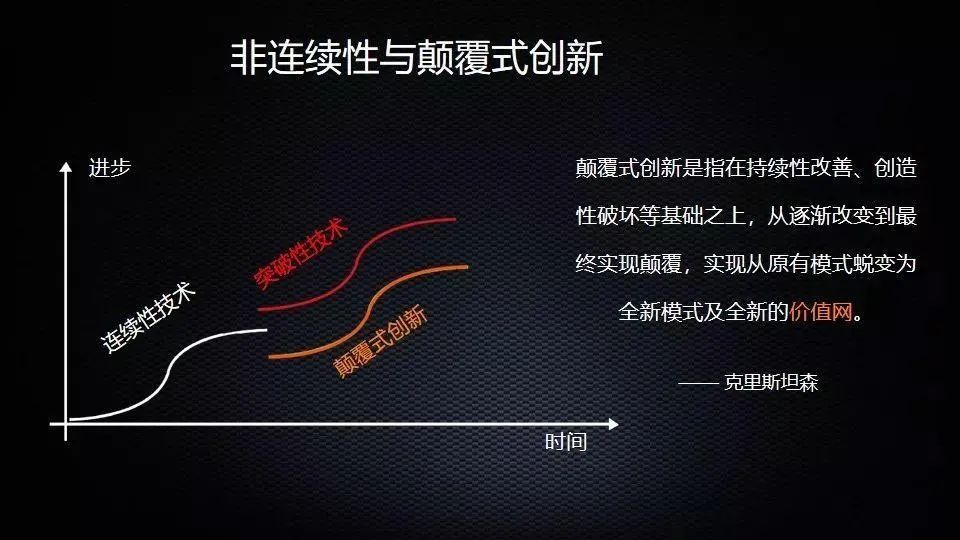 非连续性与颠覆式创新
进步
突破性技术
连续性技术
颠覆式创新
时间
颠覆式创新是指在持续性改善、创造
性破坏等基础之上，从逐渐改变到最
终实现颠覆，实现从原有模式蜕变为
全新模式及全新的价值网。
—— 克里斯坦森